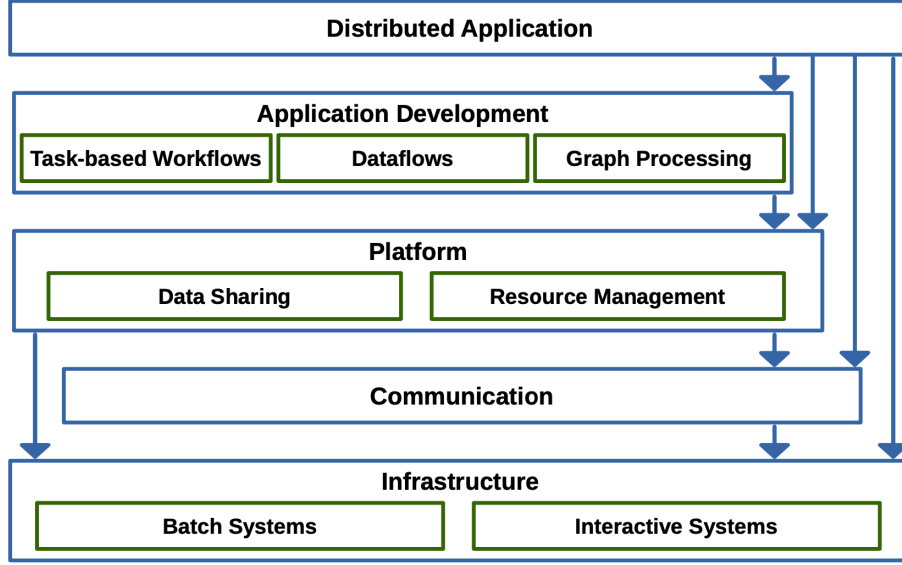 Distributed Application
Application Development
Task-based Workflows
Dataflows
Graph Processing
Platform
Data Sharing
Resource Management
Communication
Infrastructure
Batch Systems
Interactive Systems